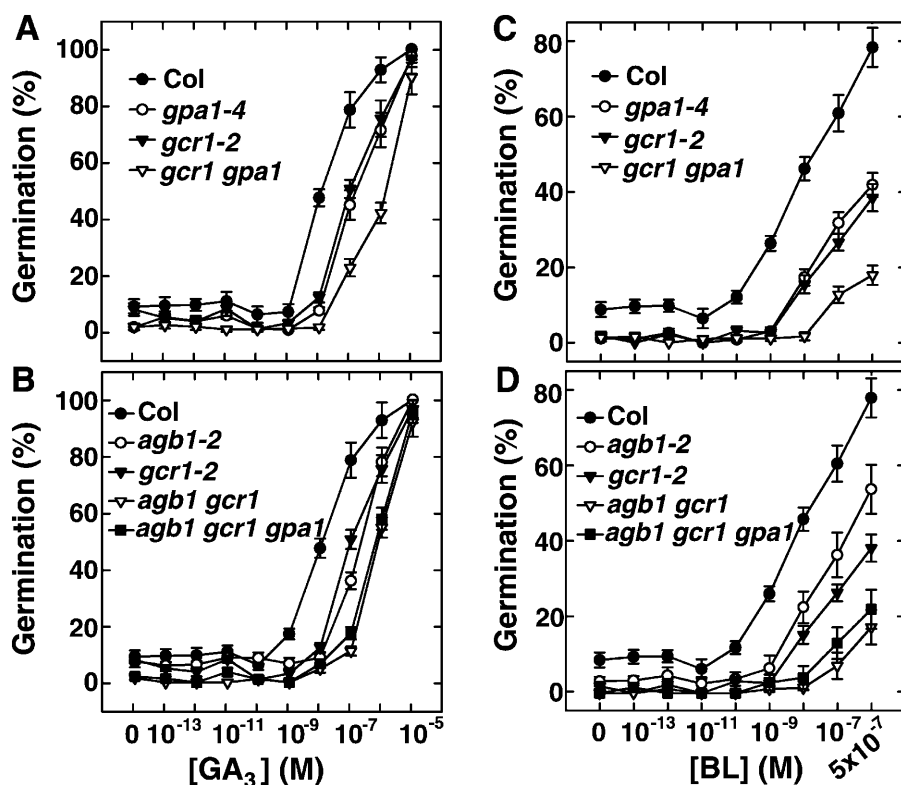 A
Germination (%)
100
80
60
40
20
0
Col
gpa1-4
gcr1-2
gcr1 gpa1
C
Germination (%)
80
60
40
20
0
Col
gpa1-4
gcr1-2
gcr1 gpa1
B
Germination (%)
100
80
60
40
20
0
Col
agb1-2
gcr1-2
agb1 gcr1
agb1 gcr1 gpa1
0 10⁻¹³ 10⁻¹¹ 10⁻⁹ 10⁻⁷ 10⁻⁵
[GA₃] (M)
D
Germination (%)
80
60
40
20
0
Col
agb1-2
gcr1-2
agb1 gcr1
agb1 gcr1 gpa1
0 10⁻¹³ 10⁻¹¹ 10⁻⁹ 10⁻⁷ 5x10⁻⁷
[BL] (M)